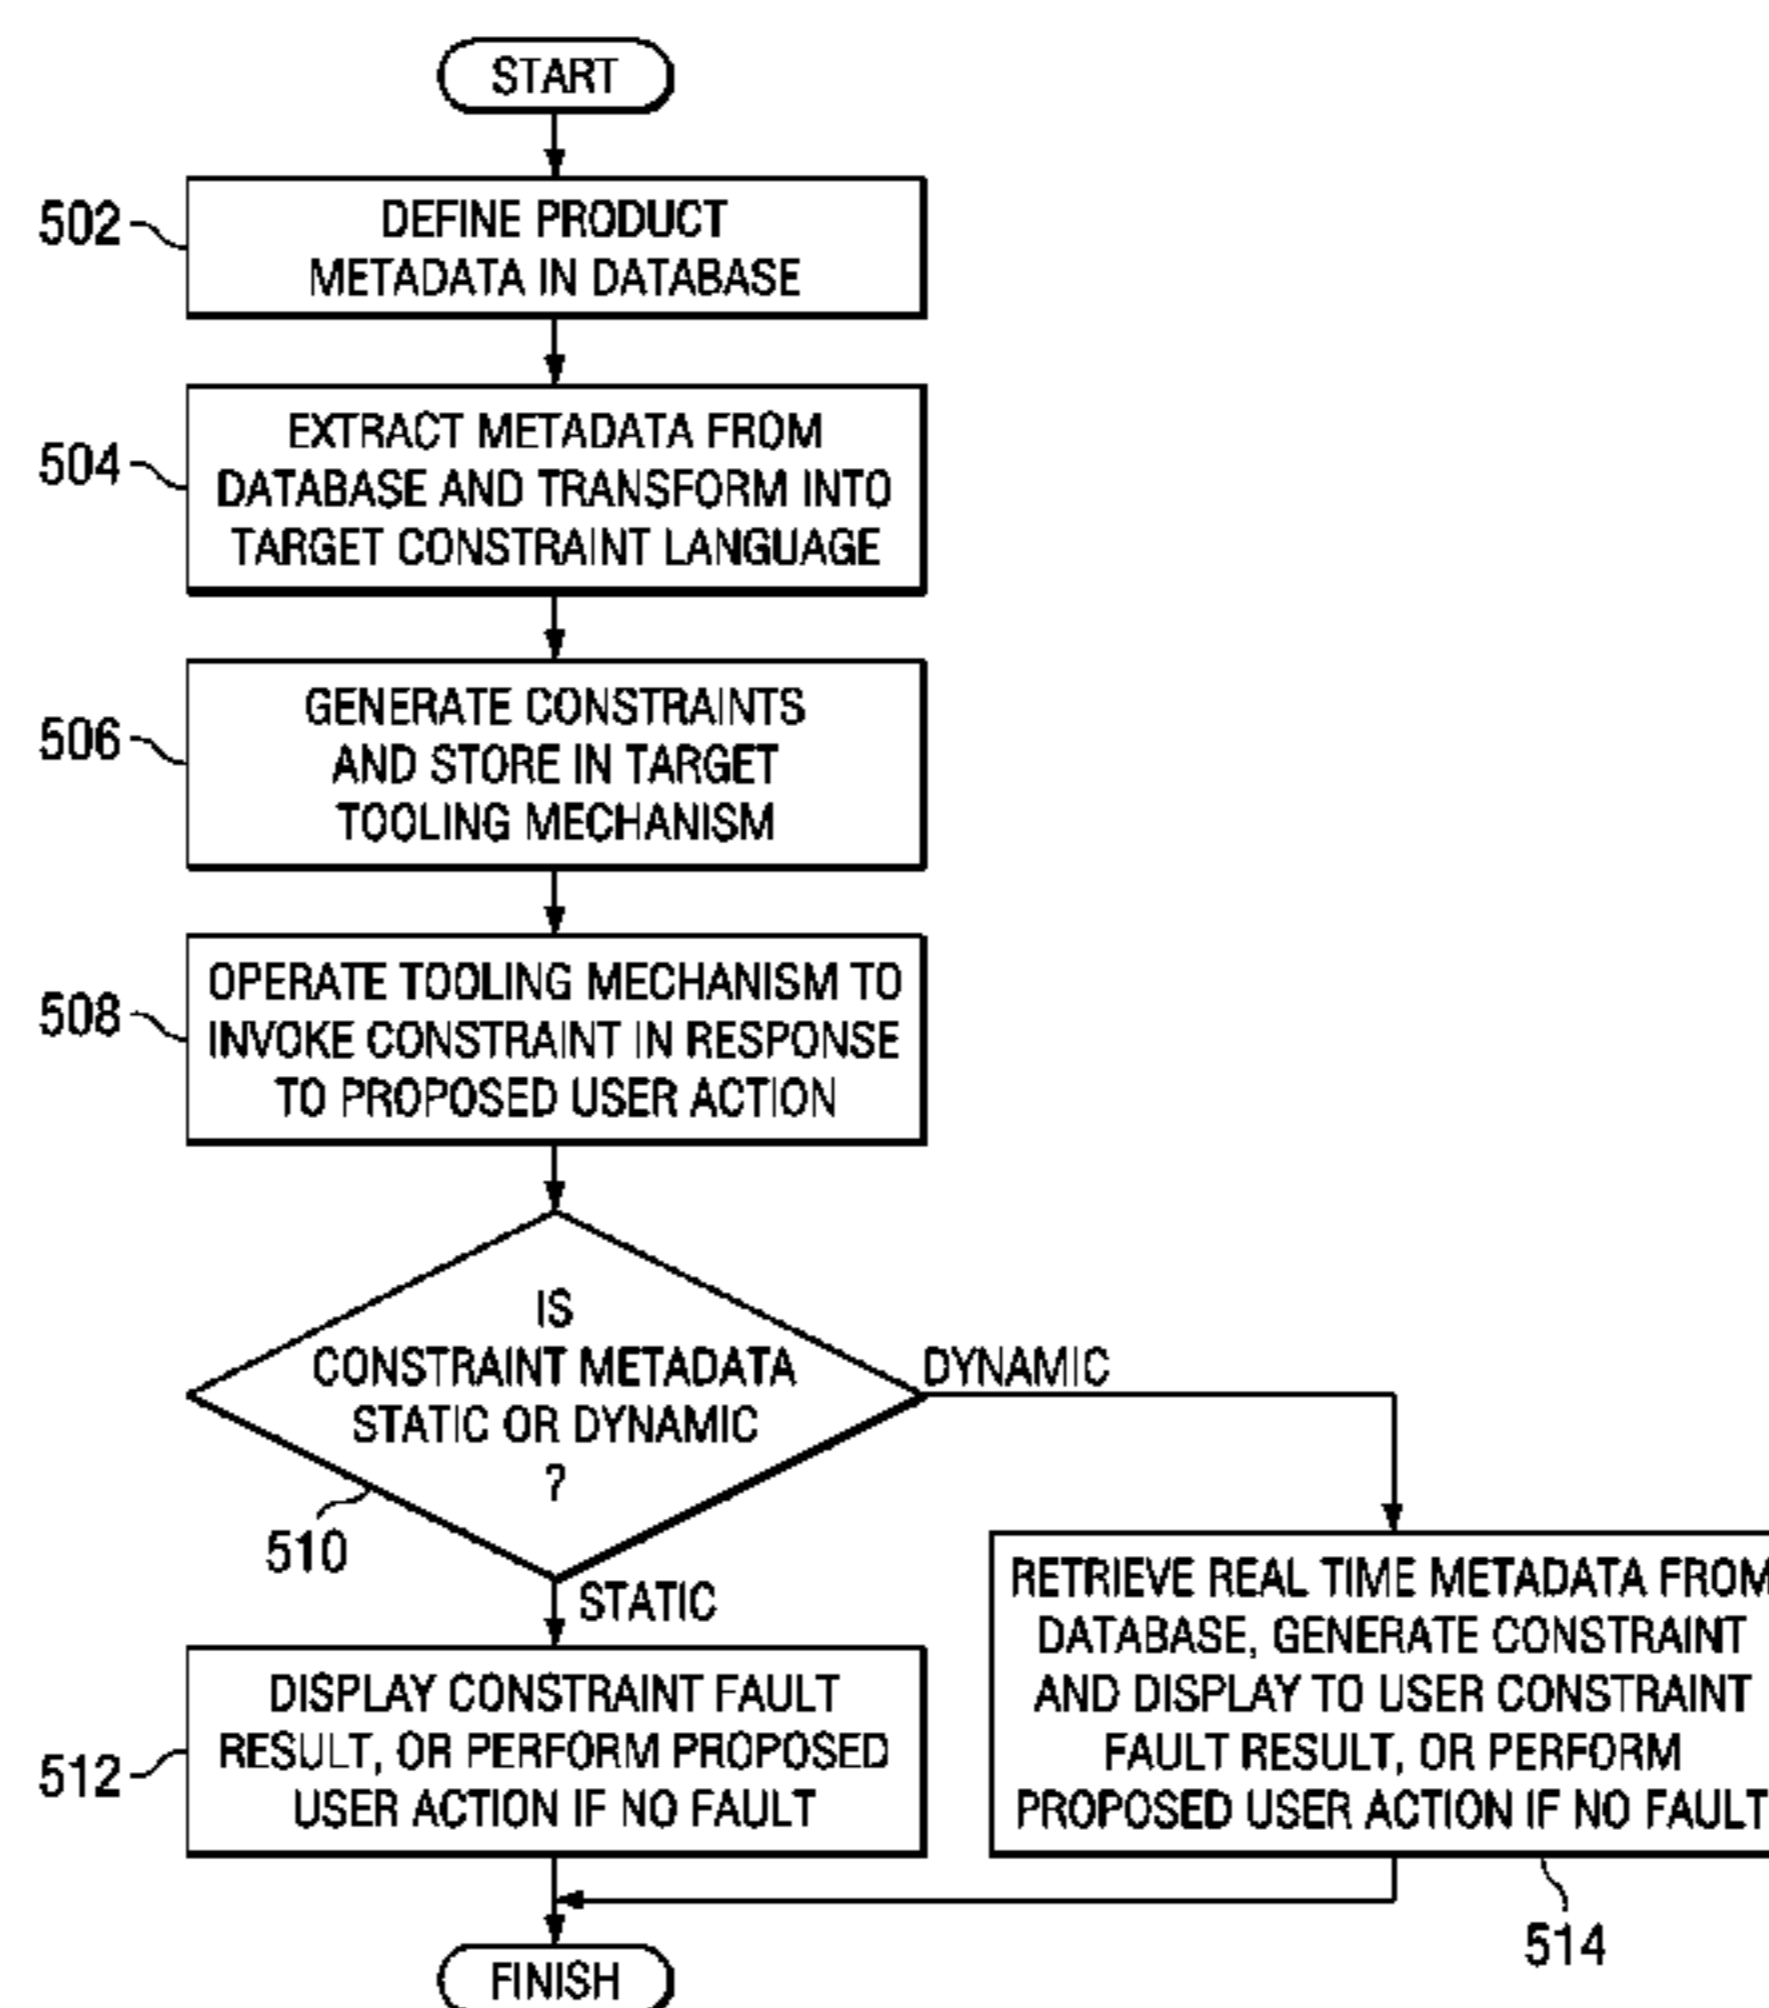 START
502
DEFINE PRODUCT
METADATA IN DATABASE
504
EXTRACT METADATA FROM
DATABASE AND TRANSFORM INTO
TARGET CONSTRAINT LANGUAGE
506
GENERATE CONSTRAINTS
AND STORE IN TARGET
TOOLING MECHANISM
508
OPERATE TOOLING MECHANISM TO
INVOKE CONSTRAINT IN RESPONSE
TO PROPOSED USER ACTION
IS
CONSTRAINT METADATA
STATIC OR DYNAMIC
?
510
DYNAMIC
STATIC
512
DISPLAY CONSTRAINT FAULT
RESULT, OR PERFORM PROPOSED
USER ACTION IF NO FAULT
RETRIEVE REAL TIME METADATA FROM
DATABASE, GENERATE CONSTRAINT
AND DISPLAY TO USER CONSTRAINT
FAULT RESULT, OR PERFORM
PROPOSED USER ACTION IF NO FAULT
514
FINISH